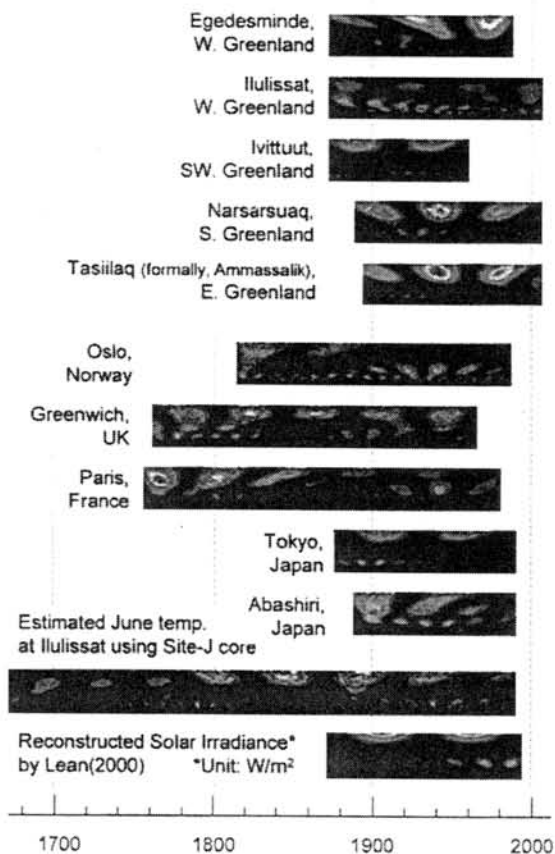 Egedesminde,
W. Greenland
Ilulissat,
W. Greenland
Ivittuut,
SW. Greenland
Narsarsuaq,
S. Greenland
Tasiilaq (formally, Ammassalik),
E. Greenland
Oslo,
Norway
Greenwich,
UK
Paris,
France
Tokyo,
Japan
Abashiri,
Japan
Estimated June temp.
at Ilulissat using Site-J core
Reconstructed Solar Irradiance*
by Lean(2000) *Unit: W/m²
1700 1800 1900 2000